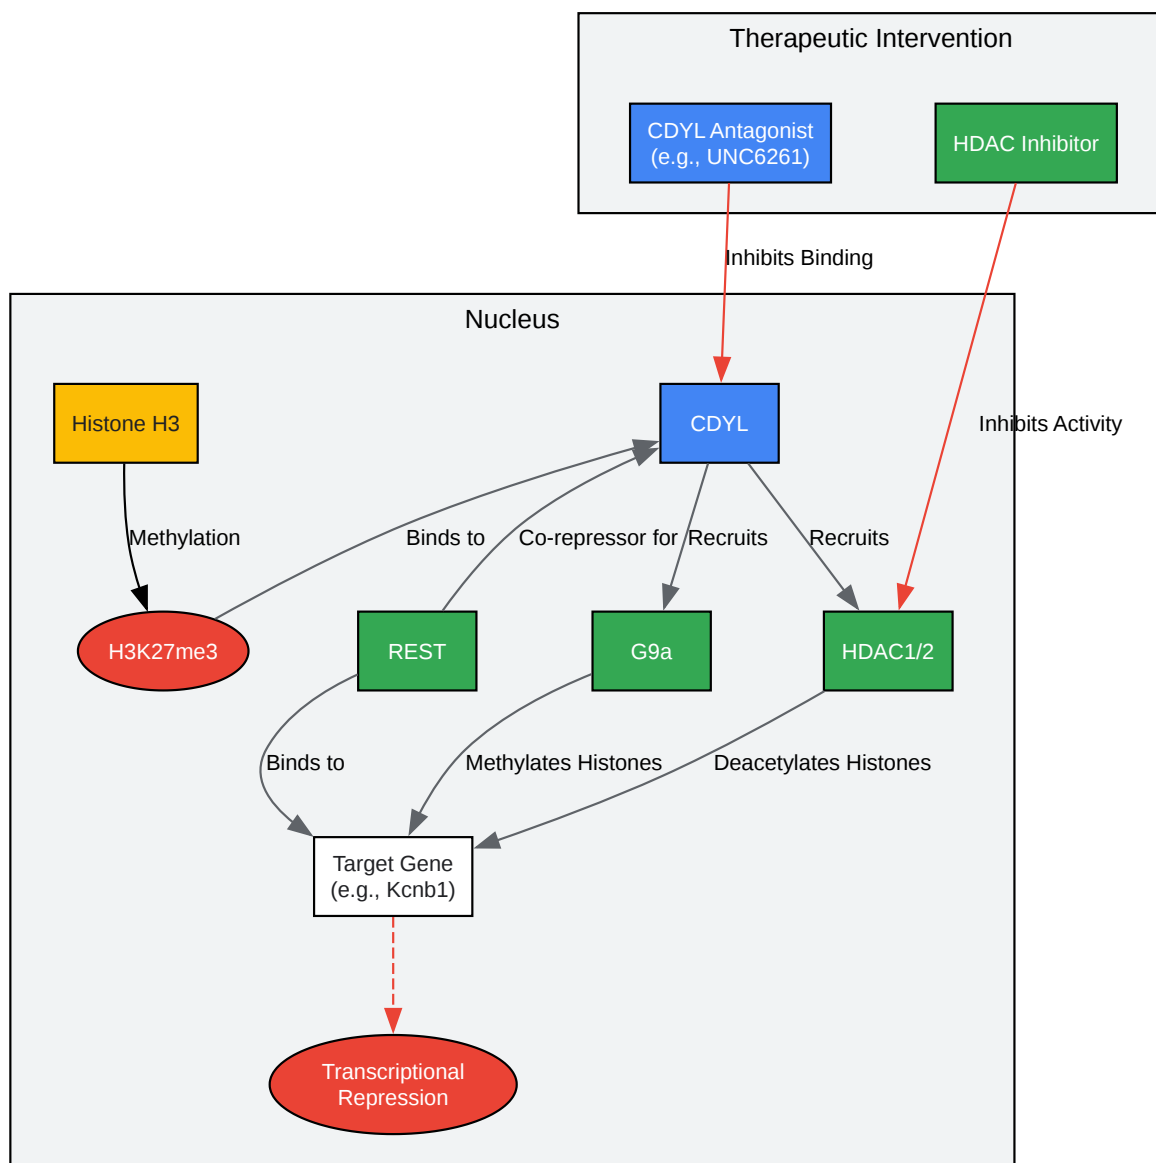 Therapeutic Intervention
CDYL Antagonist
(e.g., UNC6261)
HDAC Inhibitor
Inhibits Binding
Nucleus
Histone H3
CDYL
Inhibits Activity
Methylation
Binds to
Co-repressor for
Recruits
Recruits
H3K27me3
REST
G9a
HDAC1/2
Binds to
Methylates Histones
Deacetylates Histones
Target Gene
(e.g., Kcnb1)
Transcriptional
Repression